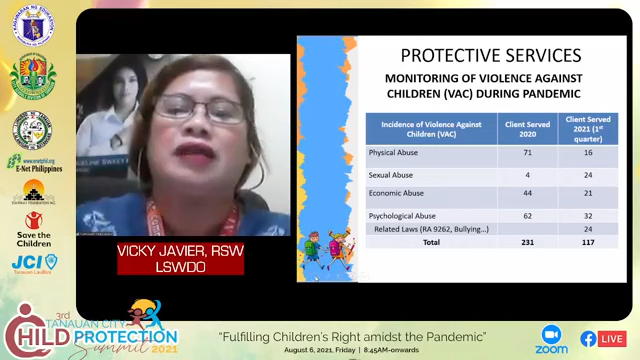 KAGAWARAN NG EDUKASYON
E-Net Philippines
Save the Children
JCI Tanauan
VICKY JAVIER, RSW
LSWDO
PROTECTIVE SERVICES
MONITORING OF VIOLENCE AGAINST
CHILDREN (VAC) DURING PANDEMIC
Incidence of Violence Against Children (VAC) Client Served 2020 Client Served 2021 (1st quarter)
Physical Abuse 71 16
Sexual Abuse 4 24
Economic Abuse 44 21
Psychological Abuse 62 32
Related Laws (RA 9262, Bullying...) 24
Total 231 117
3rd
TANAUAN CITY
CHILD PROTECTION
Summit 2021
“Fulfilling Children's Right amidst the Pandemic”
August 6, 2021, Friday | 8:45AM-onwards
zoom
LIVE